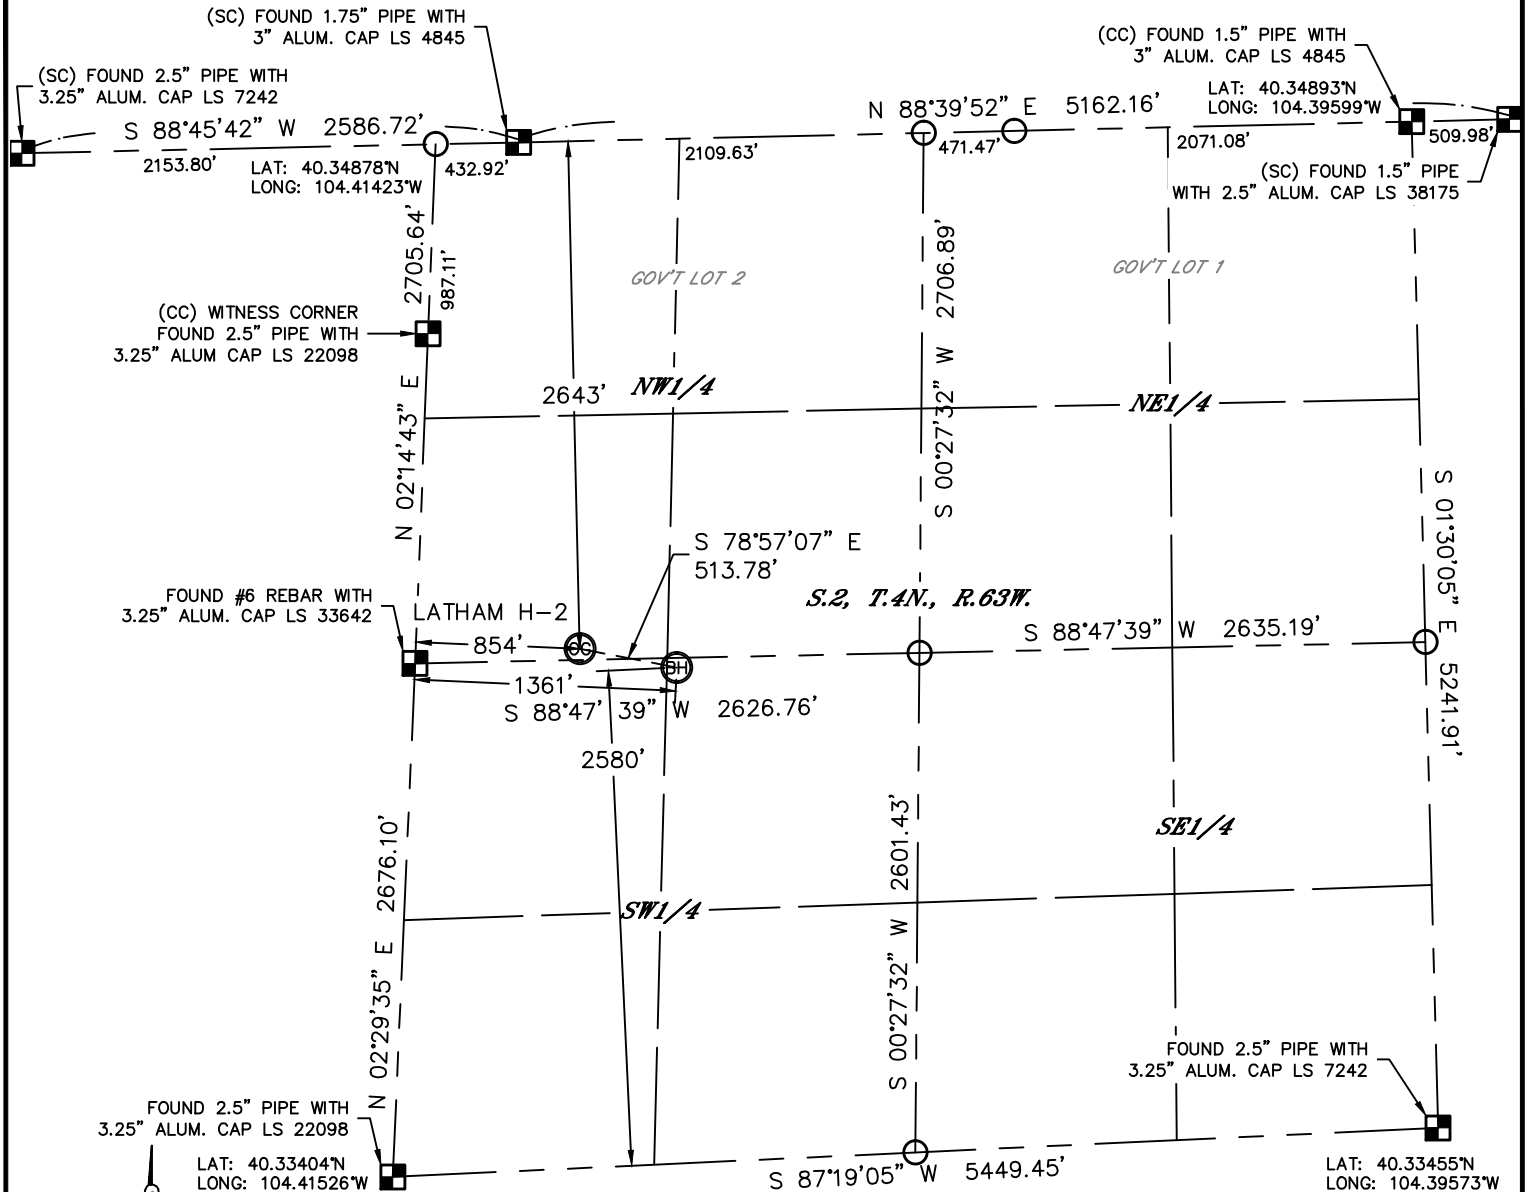 (SC) FOUND 1.75" PIPE WITH
3" ALUM. CAP LS 4845
(CC) FOUND 1.5" PIPE WITH
3" ALUM. CAP LS 4845
(SC) FOUND 2.5" PIPE WITH
3.25" ALUM. CAP LS 7242
LAT: 40.34893°N
LONG: 104.39599°W
S 88°45'42" W 2586.72'
N 88°39'52" E 5162.16'
2153.80'
LAT: 40.34878°N
LONG: 104.41423°W
432.92'
2109.63'
471.47'
2071.08'
509.98'
(SC) FOUND 1.5" PIPE
WITH 2.5" ALUM. CAP LS 38175
2705.64'
987.11'
N 02°14'43" E
GOV'T LOT 2
S 00°27'32" W 2706.89'
GOV'T LOT 1
(CC) WITNESS CORNER
FOUND 2.5" PIPE WITH
3.25" ALUM CAP LS 22098
2643'
NW1/4
NE1/4
S 01°30'05" E 5241.91'
S 78°57'07" E
513.78'
FOUND #6 REBAR WITH
3.25" ALUM. CAP LS 33642
LATHAM H-2
S.2, T.4N., R.63W.
854'
S 88°47'39" W 2635.19'
BH
1361'
S 88°47' 39" W 2626.76'
2580'
N 02°29'35" E 2676.10'
S 00°27'32" W 2601.43'
SE1/4
SW1/4
FOUND 2.5" PIPE WITH
3.25" ALUM. CAP LS 7242
FOUND 2.5" PIPE WITH
3.25" ALUM. CAP LS 22098
LAT: 40.33404°N
LONG: 104.41526°W
S 87°19'05" W 5449.45'
LAT: 40.33455°N
LONG: 104.39573°W